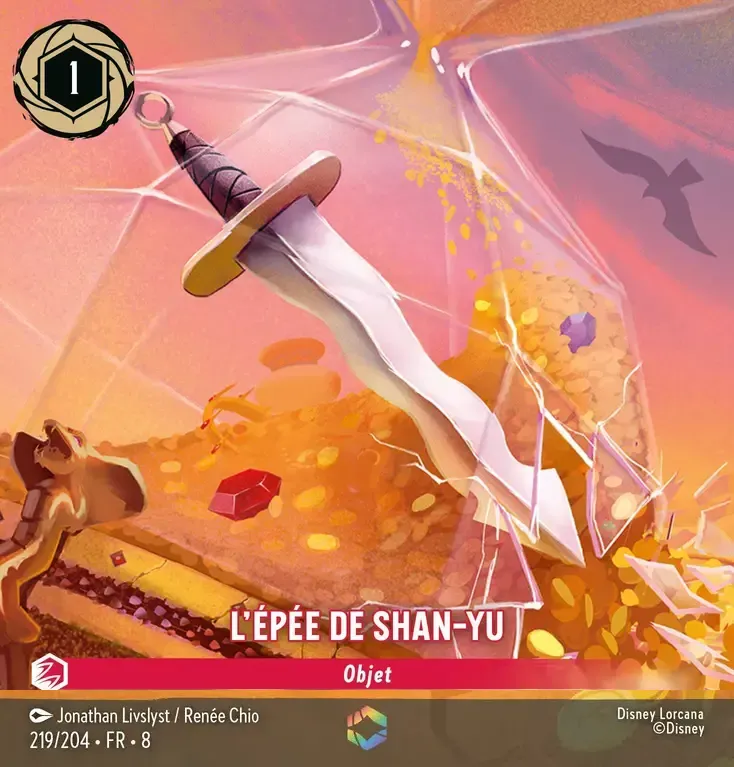 1
L'ÉPÉE DE SHAN-YU
Objet
Jonathan Livslyst / Renée Chio
219/204 • FR • 8
Disney Lorcana
©Disney